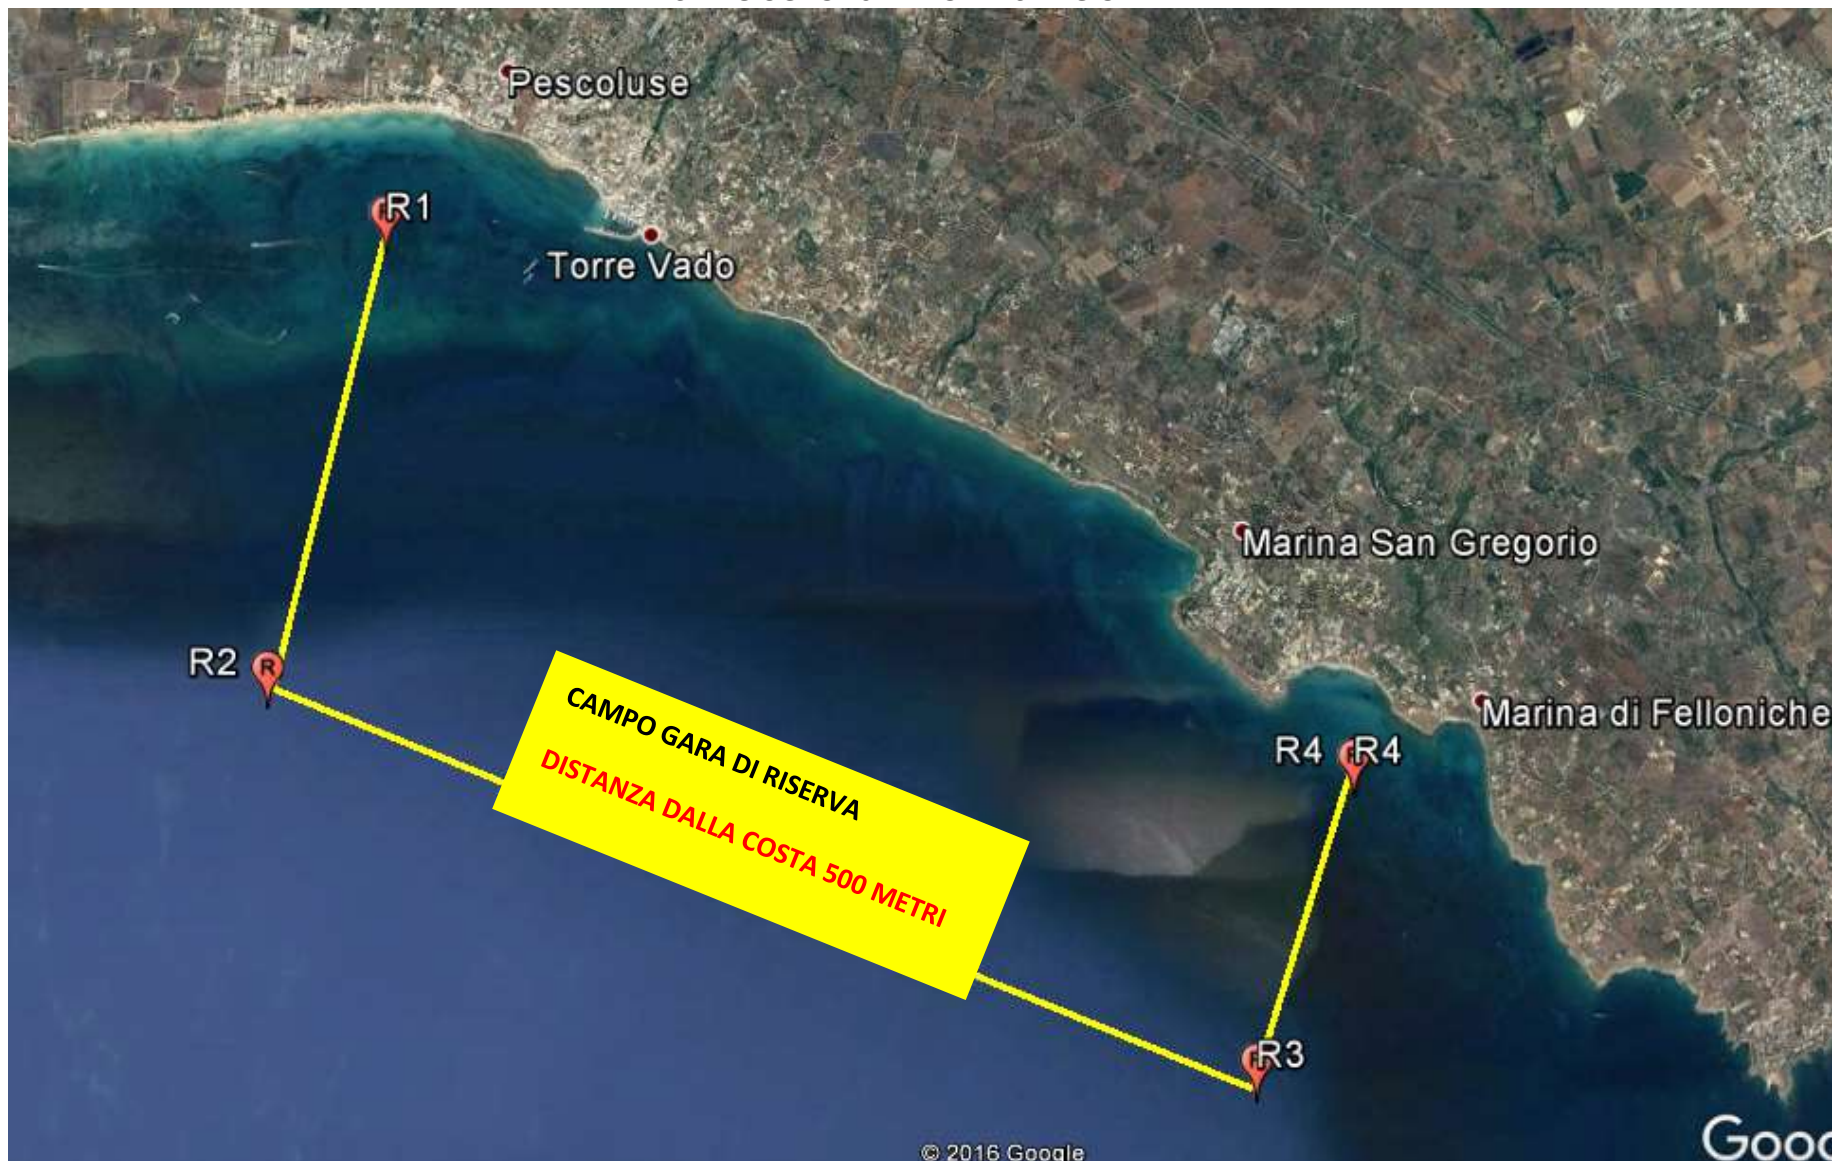 Pescoluse
R1
Torre Vado
Marina San Gregorio
R2
R
CAMPO GARA DI RISERVA
DISTANZA DALLA COSTA 500 METRI
Marina di Felloniche
R4
R4
R3
© 2016 Google
Goo